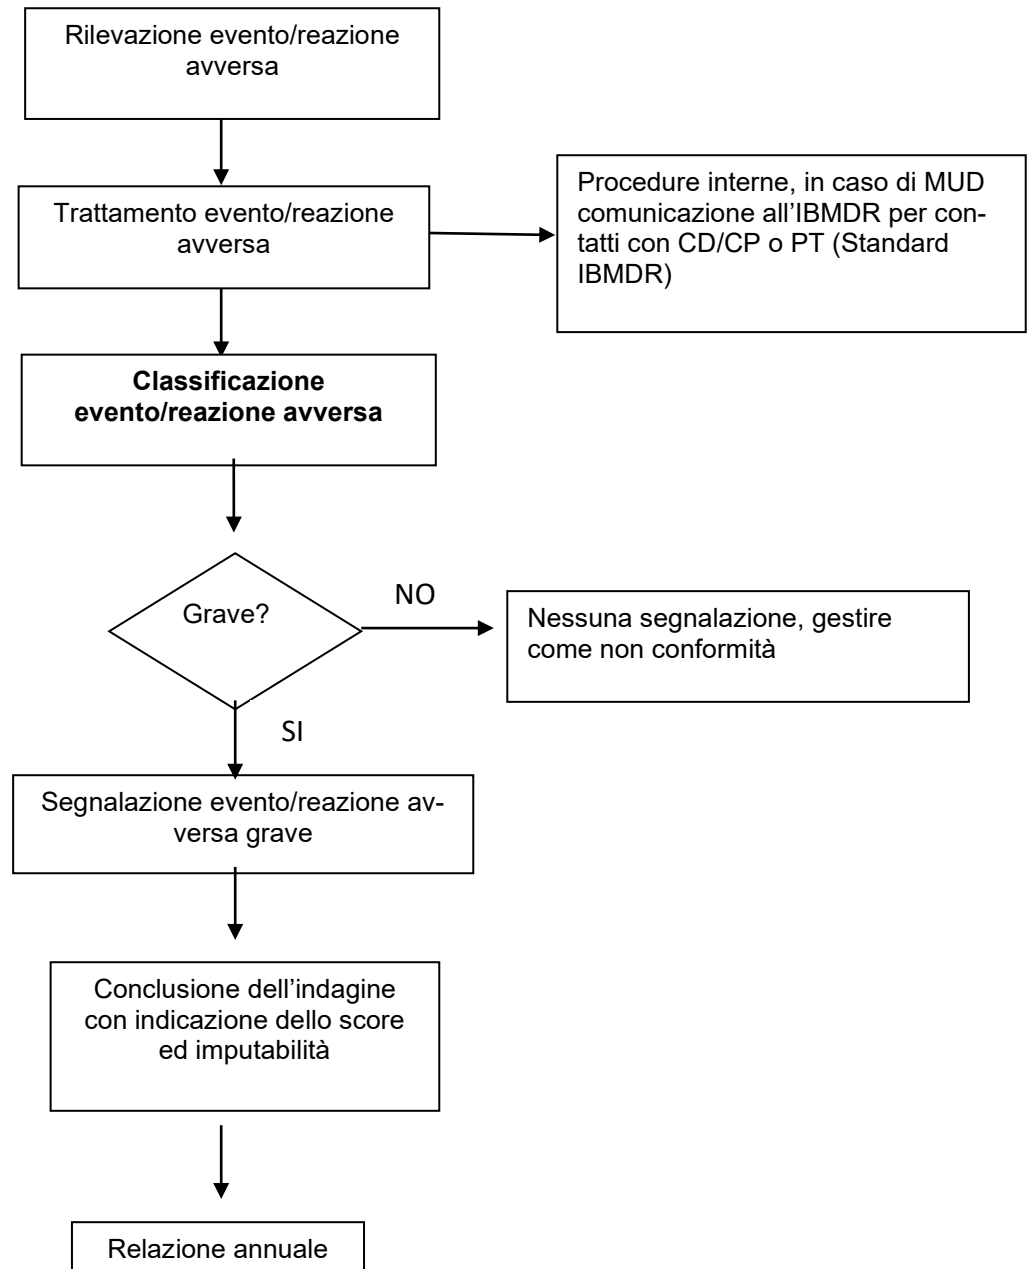 Rilevazione evento/reazione
avversa
Trattamento evento/reazione
avversa
Procedure interne, in caso di MUD
comunicazione all’IBMDR per con-
tatti con CD/CP o PT (Standard
IBMDR)
Classificazione
evento/reazione avversa
Grave?
NO
Nessuna segnalazione, gestire
come non conformità
SI
Segnalazione evento/reazione av-
versa grave
Conclusione dell’indagine
con indicazione dello score
ed imputabilità
Relazione annuale